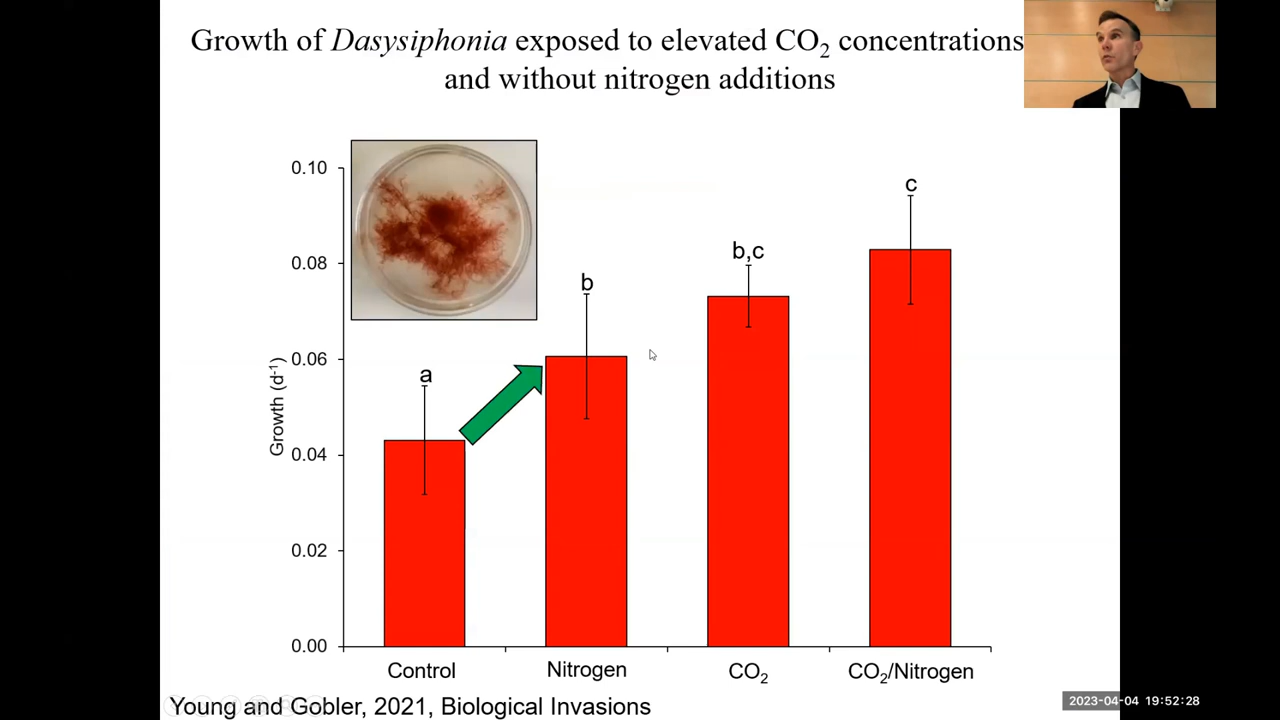 Growth of Dasysiphonia exposed to elevated CO₂ concentrations
and without nitrogen additions
0.10
0.08
0.06
0.04
0.02
0.00
Growth (d⁻¹)
a
b
b,c
c
Control
Nitrogen
CO₂
CO₂/Nitrogen
Young and Gobler, 2021, Biological Invasions
2023-04-04 19:52:28